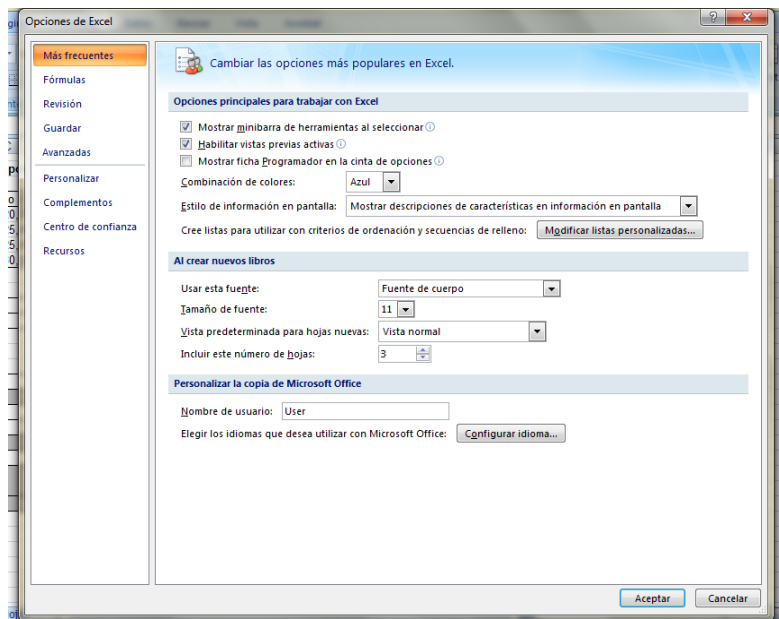 Opciones de Excel
Más frecuentes
Fórmulas
Revisión
Guardar
Avanzadas
Personalizar
Complementos
Centro de confianza
Recursos
Cambiar las opciones más populares en Excel.
Opciones principales para trabajar con Excel
Mostrar minibarra de herramientas al seleccionar
Habilitar vistas previas activas
Mostrar ficha Programador en la cinta de opciones
Combinación de colores: Azul
Estilo de información en pantalla: Mostrar descripciones de características en información en pantalla
Cree listas para utilizar con criterios de ordenación y secuencias de relleno: Modificar listas personalizadas...
Al crear nuevos libros
Usar esta fuente: Fuente de cuerpo
Tamaño de fuente: 11
Vista predeterminada para hojas nuevas: Vista normal
Incluir este número de hojas: 3
Personalizar la copia de Microsoft Office
Nombre de usuario: User
Elegir los idiomas que desea utilizar con Microsoft Office: Configurar idioma...
Aceptar Cancelar